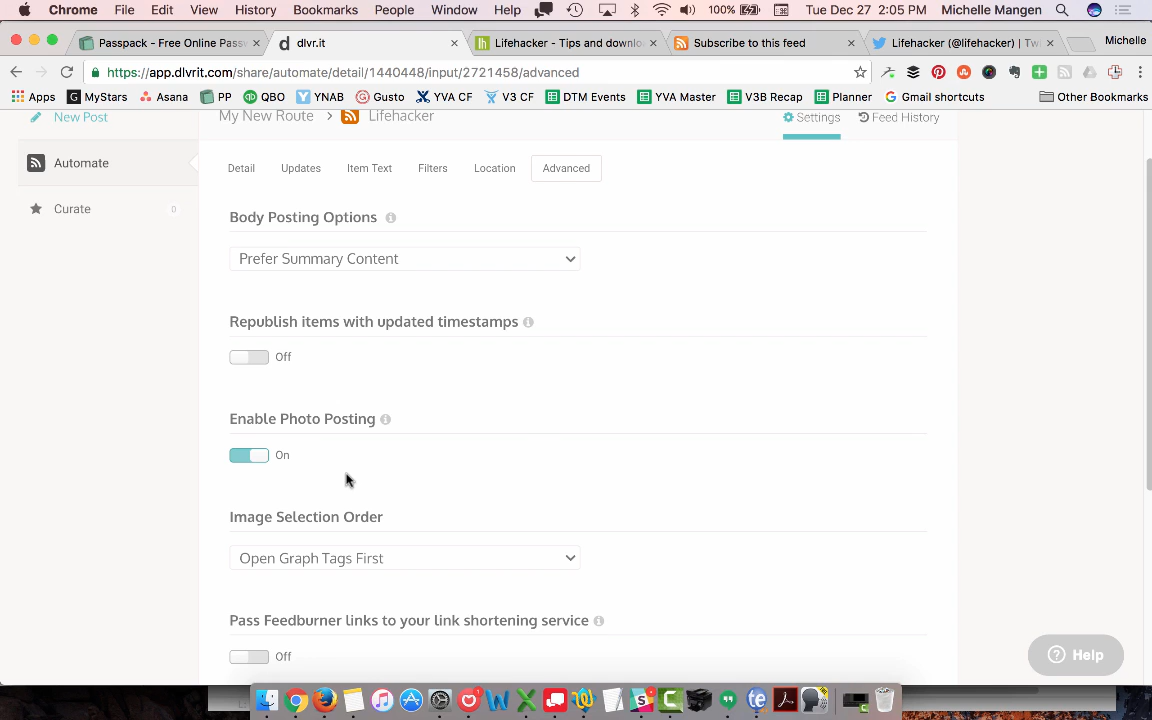 Chrome File Edit View History Bookmarks People Window Help 100% Tue Dec 27 2:05 PM Michelle Mangen
Passpack - Free Online Pass dlvr.it Lifehacker - Tips and downlo Subscribe to this feed Lifehacker (@lifehacker) | Tw Michelle
https://app.dlvrit.com/share/automate/detail/1440448/input/2721458/advanced
Apps MyStars Asana PP QBO YNAB Gusto YVA CF V3 CF DTM Events YVA Master V3B Recap Planner Gmail shortcuts Other Bookmarks
New Post My New Route > Lifehacker Settings Feed History
Automate
Detail Updates Item Text Filters Location Advanced
Curate 0
Body Posting Options
Prefer Summary Content
Republish items with updated timestamps
Off
Enable Photo Posting
On
Image Selection Order
Open Graph Tags First
Pass Feedburner links to your link shortening service
Off
Help